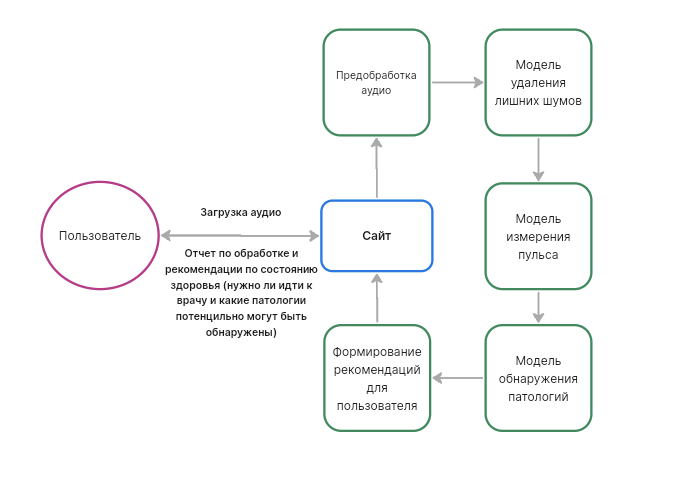 Предобработка
аудио
Модель
удаления
лишних шумов
Пользователь
Загрузка аудио
Отчет по обработке и
рекомендации по состоянию
здоровья (нужно ли идти к
врачу и какие патологии
потенцильно могут быть
обнаружены)
Сайт
Модель
измерения
пульса
Формирование
рекомендаций
для
пользователя
Модель
обнаружения
патологий